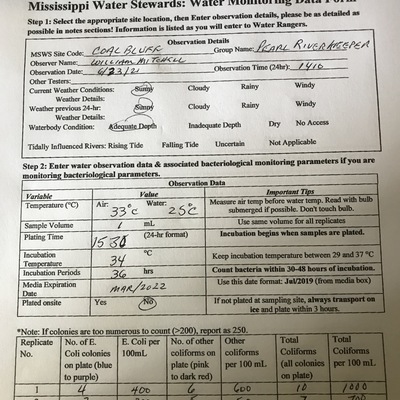 Mississippi Water Stewards: Water Monitoring Data Form
Step 1: Select the appropriate site location, then Enter observation details, please be as detailed as
possible in notes sections! Information is listed as you will enter to Water Rangers.
Observation Details
MSWS Site Code: COAL BLUFF Group Name: PEARL RIVERKEEPER
Observer Name: WILLIAM MITCHELL
Observation Date: 6/23/21 Observation Time (24hr): 1410
Other Testers:
Current Weather Conditions: Sunny Cloudy Rainy Windy
Weather Details:
Weather previous 24-hr: Sunny Cloudy Rainy Windy
Weather Details:
Waterbody Condition: Adequate Depth Inadequate Depth Dry No Access
Tidally Influenced Rivers: Rising Tide Falling Tide Uncertain Not Applicable
Step 2: Enter water observation data & associated bacteriological monitoring parameters if you are
monitoring bacteriological parameters.
Observation Data
Variable Value Important Tips
Temperature (°C) Air: 33°C Water: 25°C Measure air temp before water temp. Read with bulb
submerged if possible. Don't touch bulb.
Sample Volume 1 mL Use same volume for all replicates
Plating Time 1530 (24-hr format) Incubation begins when samples are plated.
Incubation Temperature 34 °C Keep incubation temperature between 29 and 37 °C
Incubation Periods 36 hrs Count bacteria within 30-48 hours of incubation.
Media Expiration Date MAR/2022 Use this date format: Jul/2019 (from media box)
Plated onsite Yes No If not plated at sampling site, always transport on
ice and plate within 3 hours.
*Note: If colonies are too numerous to count (>200), report as 250.
Replicate No. No. of E. Coli colonies on plate (blue to purple) E. Coli per 100mL No. of other coliforms on plate (pink to dark red) Other coliforms per 100 mL Total Coliforms (all colonies on plate) Total Coliforms per 100 mL
1 4 400 6 600 10 1000